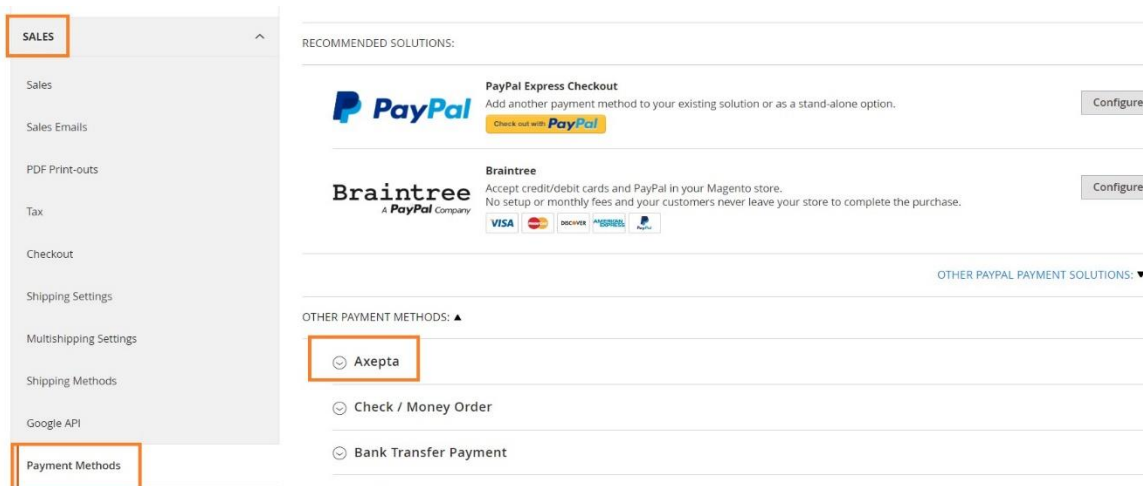 SALES
Sales
Sales Emails
PDF Print-outs
Tax
Checkout
Shipping Settings
Multishipping Settings
Shipping Methods
Google API
Payment Methods
RECOMMENDED SOLUTIONS:
PayPal
PayPal Express Checkout
Add another payment method to your existing solution or as a stand-alone option.
Check out with PayPal
Configure
Braintree
A PayPal Company
Braintree
Accept credit/debit cards and PayPal in your Magento store.
No setup or monthly fees and your customers never leave your store to complete the purchase.
VISA DISCOVER AMERICAN EXPRESS PayPal
Configure
OTHER PAYPAL PAYMENT SOLUTIONS:
OTHER PAYMENT METHODS:
Axepta
Check / Money Order
Bank Transfer Payment